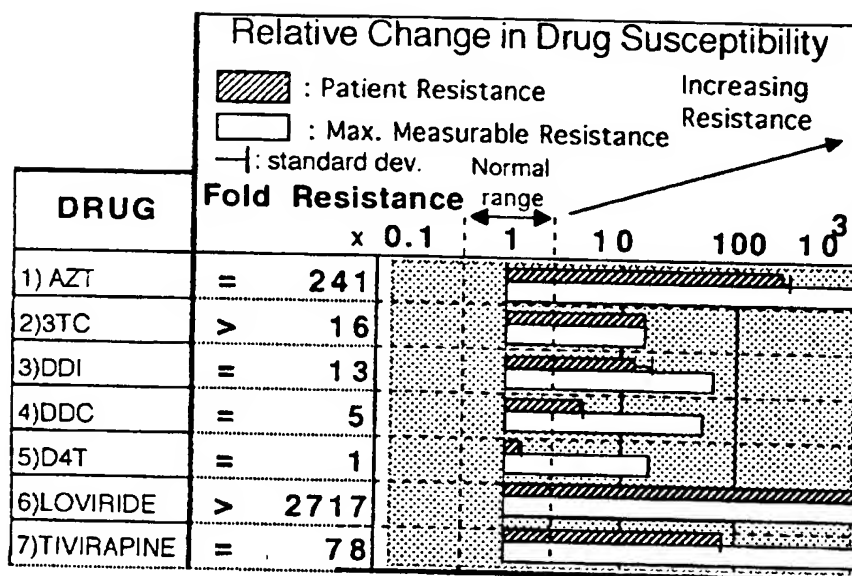 Relative Change in Drug Susceptibility
: Patient Resistance
Increasing
Resistance
: Max. Measurable Resistance
: standard dev.
Normal
range
DRUG
Fold Resistance
x 0.1 1 10 100 10³
1) AZT = 241
2)3TC > 16
3)DDI = 13
4)DDC = 5
5)D4T = 1
6)LOVIRIDE > 2717
7)TIVIRAPINE = 78